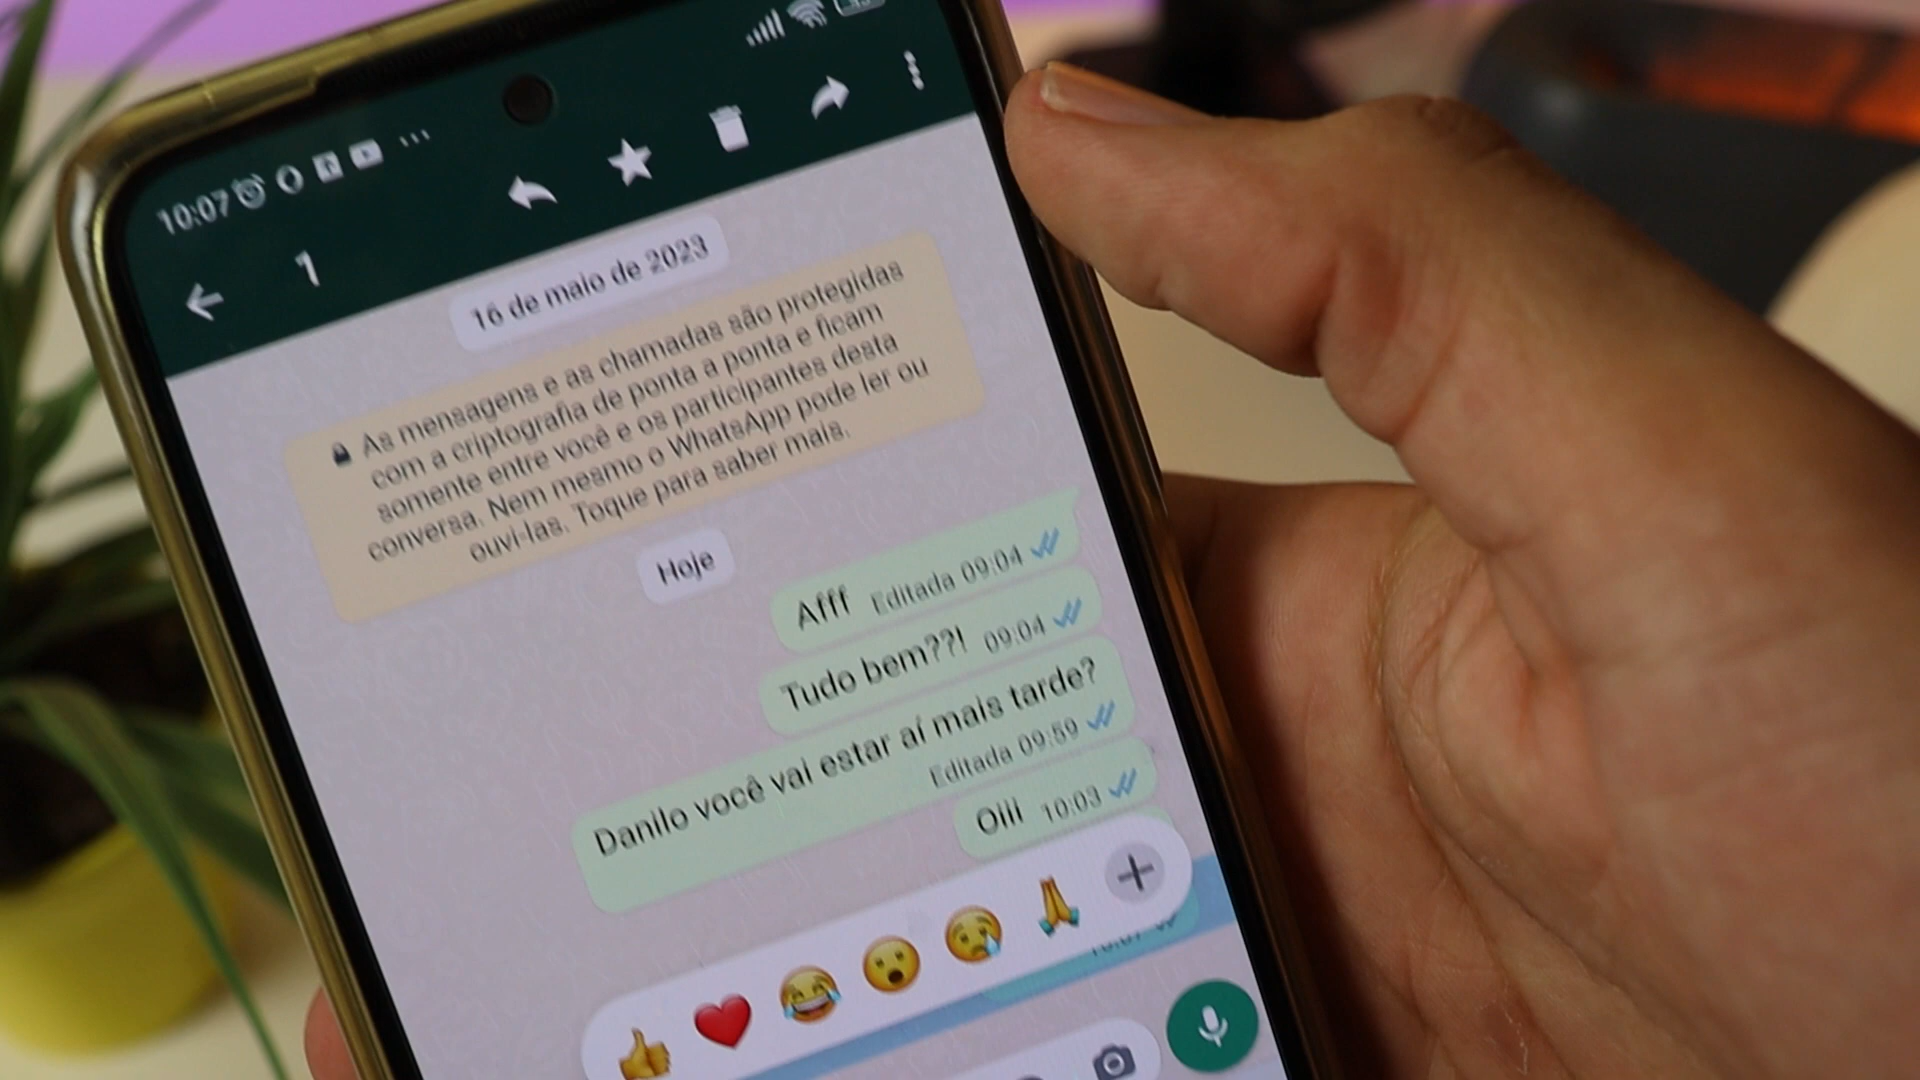 10:07
1
16 de maio de 2023
As mensagens e as chamadas são protegidas
com a criptografia de ponta a ponta e ficam
somente entre você e os participantes desta
conversa. Nem mesmo o WhatsApp pode ler ou
ouvi-las. Toque para saber mais.
Hoje
Afff Editada 09:04
Tudo bem??! 09:04
Danilo você vai estar aí mais tarde?
Editada 09:59
Oiii 10:03